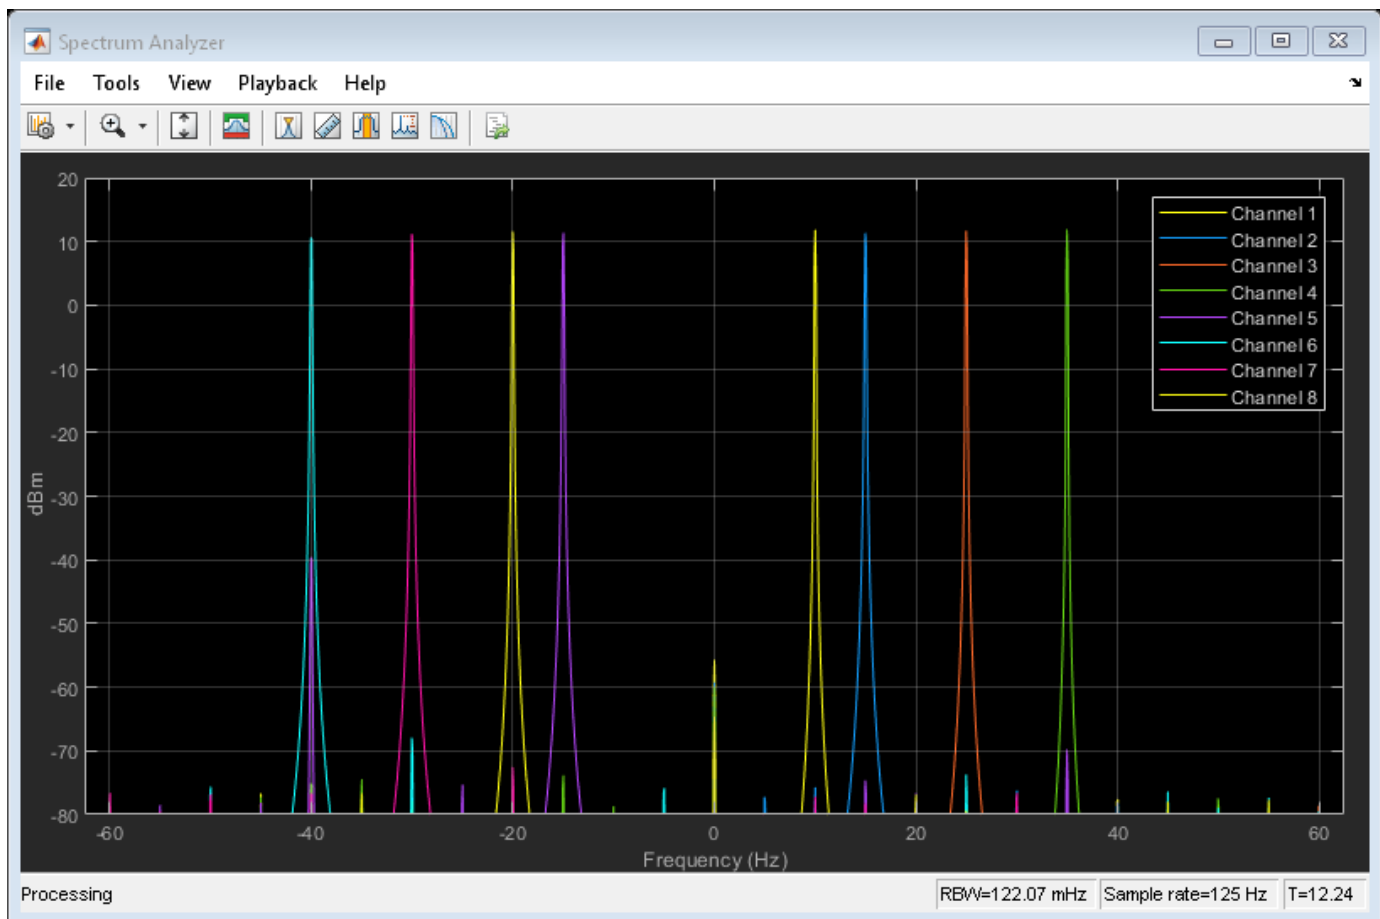 Spectrum Analyzer
File Tools View Playback Help
20
10
0
-10
-20
-30
-40
-50
-60
-70
-80
dBm
Channel 1
Channel 2
Channel 3
Channel 4
Channel 5
Channel 6
Channel 7
Channel 8
-60 -40 -20 0 20 40 60
Frequency (Hz)
Processing RBW=122.07 mHz Sample rate=125 Hz T=12.24